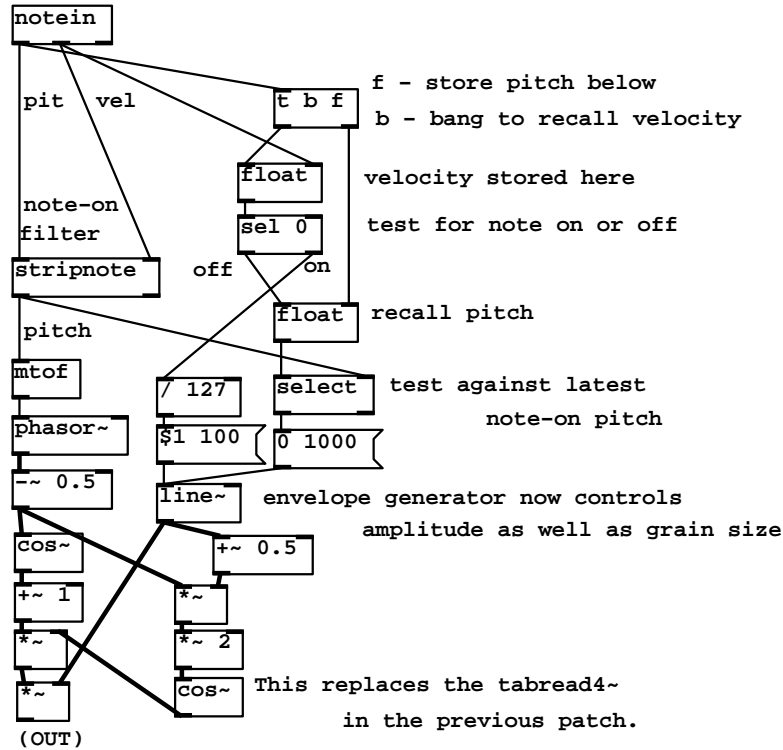 notein
f – store pitch below
t b f
pit vel
b – bang to recall velocity
float
velocity stored here
note-on
filter
sel 0
test for note on or off
stripnote
off
on
float
recall pitch
pitch
mtof
/ 127
select
test against latest
note-on pitch
phasor~
$1 100
0 1000
-~ 0.5
line~
envelope generator now controls
amplitude as well as grain size
cos~
+~ 0.5
+~ 1
*~
*~
*~ 2
*~
cos~
This replaces the tabread4~
in the previous patch.
(OUT)